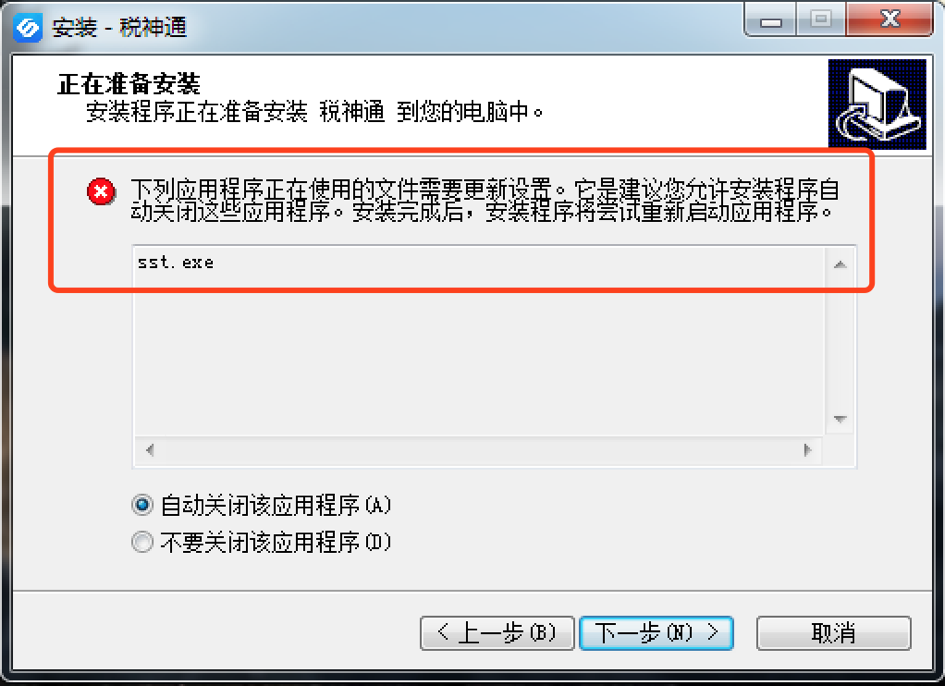 安装 - 税神通
正在准备安装
安装程序正在准备安装 税神通 到您的电脑中。
下列应用程序正在使用的文件需要更新设置。它是建议您允许安装程序自
动关闭这些应用程序。安装完成后，安装程序将尝试重新启动应用程序。
sst.exe
自动关闭该应用程序(A)
不要关闭该应用程序(D)
< 上一步(B)
下一步(N) >
取消